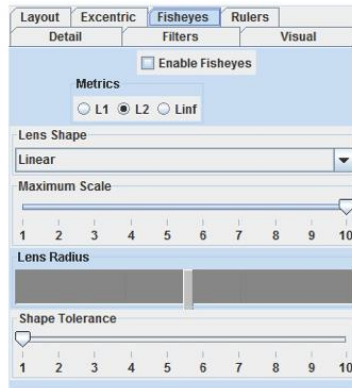 Layout Excentric Fisheyes Rulers
Detail Filters Visual
Enable Fisheyes
Metrics
L1 L2 Linf
Lens Shape
Linear
Maximum Scale
1 2 3 4 5 6 7 8 9 10
Lens Radius
Shape Tolerance
1 2 3 4 5 6 7 8 9 10